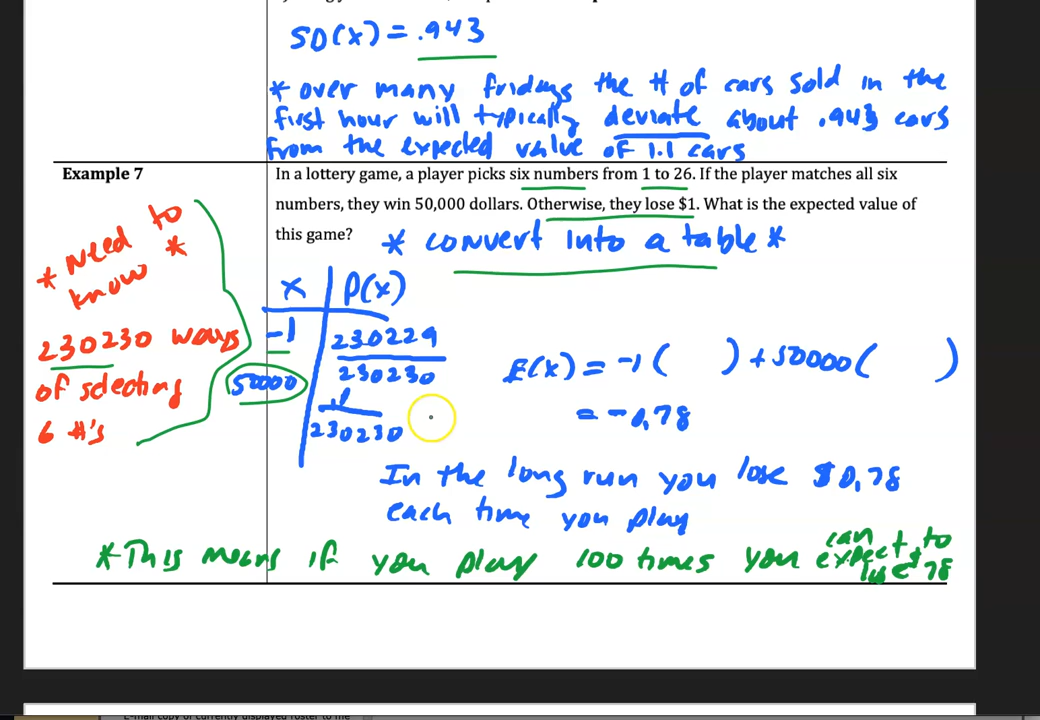 SD(x) = .943
* over many fridays the # of cars sold in the
first hour will typically deviate about .943 cars
from the expected value of 1.1 cars
Example 7
In a lottery game, a player picks six numbers from 1 to 26. If the player matches all six
numbers, they win 50,000 dollars. Otherwise, they lose $1. What is the expected value of
this game?
* convert into a table *
* Need to
know *
230230 ways
of selecting
6 #'s
x P(x)
-1 230229
230230
50000 1
230230
E(x) = -1( ) + 50000( )
= -0.78
In the long run you lose $0.78
each time you play
*This means if you play 100 times you can expect to
lose $78